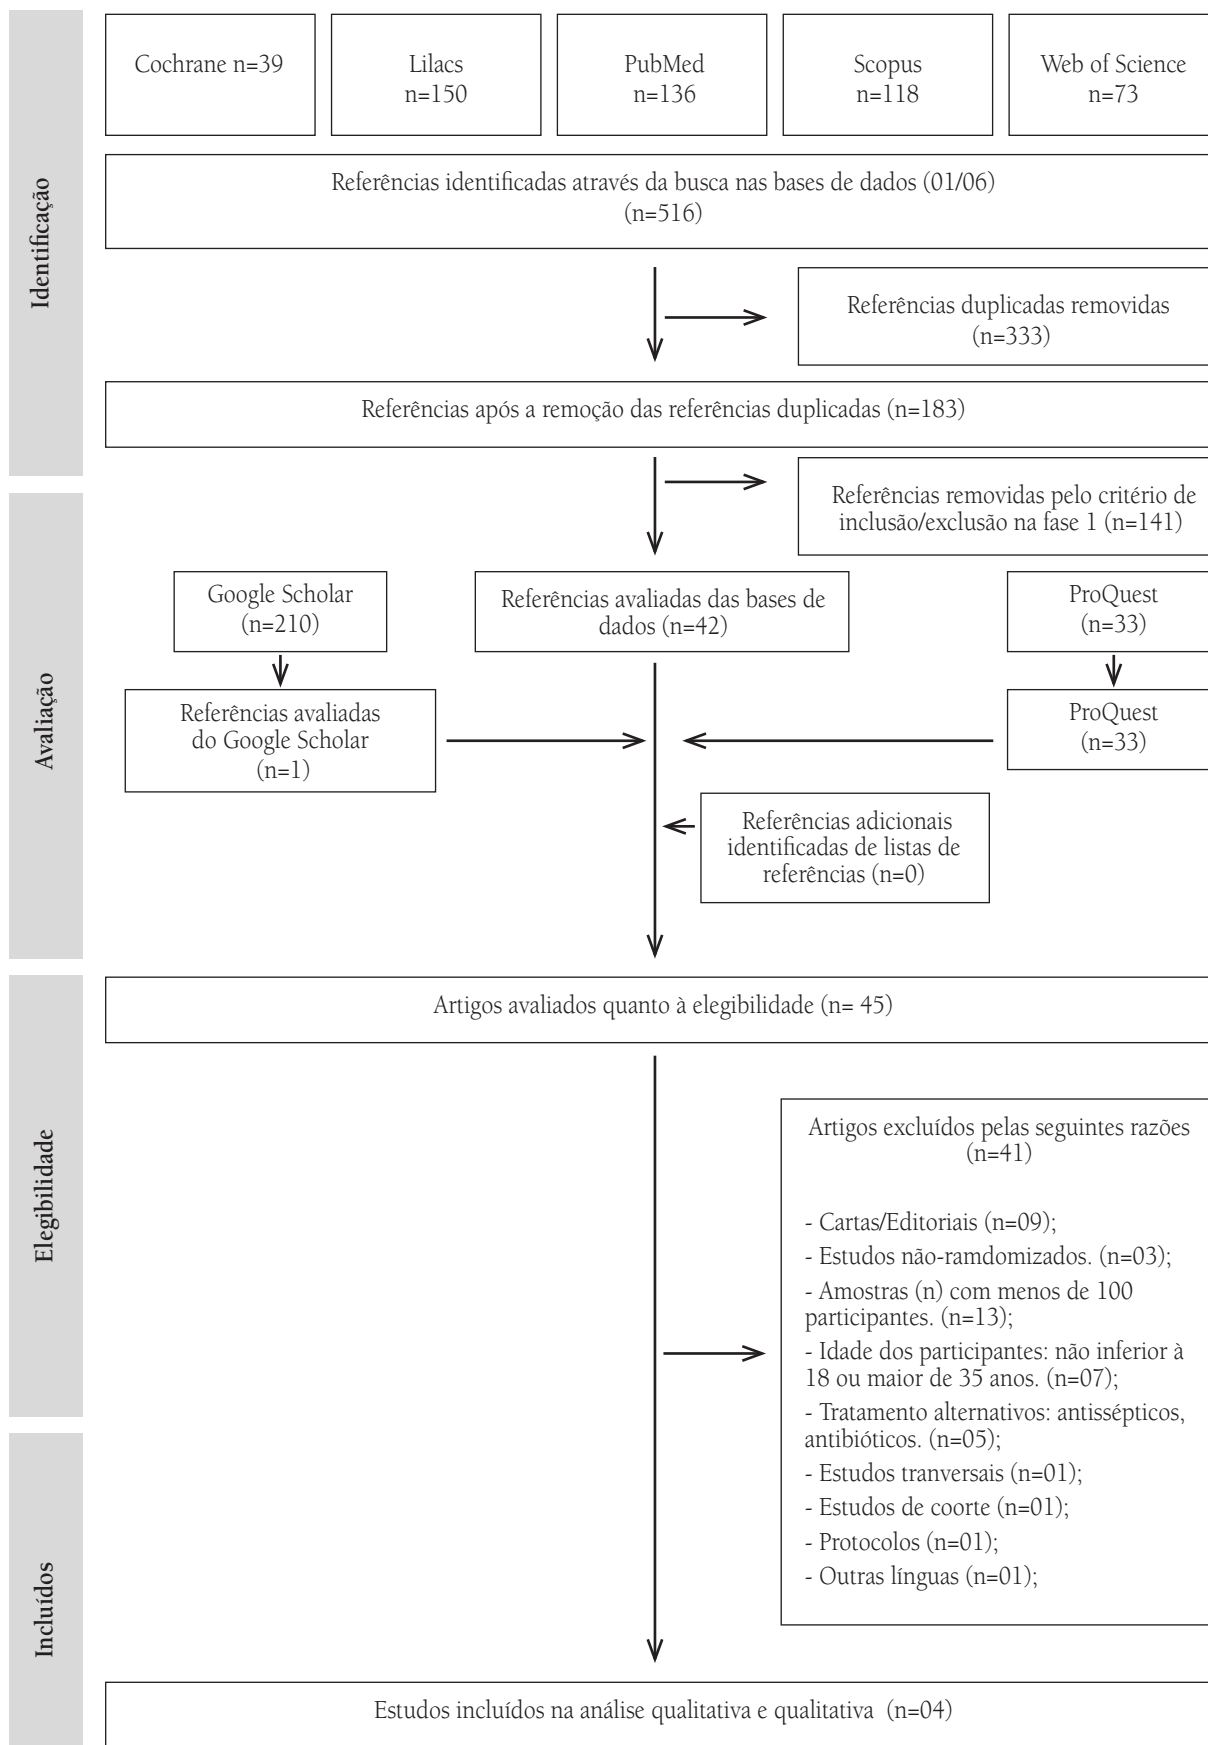 Identificação
Cochrane n=39
Lilacs
n=150
PubMed
n=136
Scopus
n=118
Web of Science
n=73
Referências identificadas através da busca nas bases de dados (01/06)
(n=516)
Referências duplicadas removidas
(n=333)
Referências após a remoção das referências duplicadas (n=183)
Avaliação
Referências removidas pelo critério de
inclusão/exclusão na fase 1 (n=141)
Google Scholar
(n=210)
Referências avaliadas das bases de
dados (n=42)
ProQuest
(n=33)
Referências avaliadas
do Google Scholar
(n=1)
ProQuest
(n=33)
Referências adicionais
identificadas de listas de
referências (n=0)
Elegibilidade
Artigos avaliados quanto à elegibilidade (n= 45)
Artigos excluídos pelas seguintes razões
(n=41)
- Cartas/Editoriais (n=09);
- Estudos não-ramdomizados. (n=03);
- Amostras (n) com menos de 100
participantes. (n=13);
- Idade dos participantes: não inferior à
18 ou maior de 35 anos. (n=07);
- Tratamento alternativos: antissépticos,
antibióticos. (n=05);
- Estudos tranversais (n=01);
- Estudos de coorte (n=01);
- Protocolos (n=01);
- Outras línguas (n=01);
Incluídos
Estudos incluídos na análise qualitativa e qualitativa (n=04)